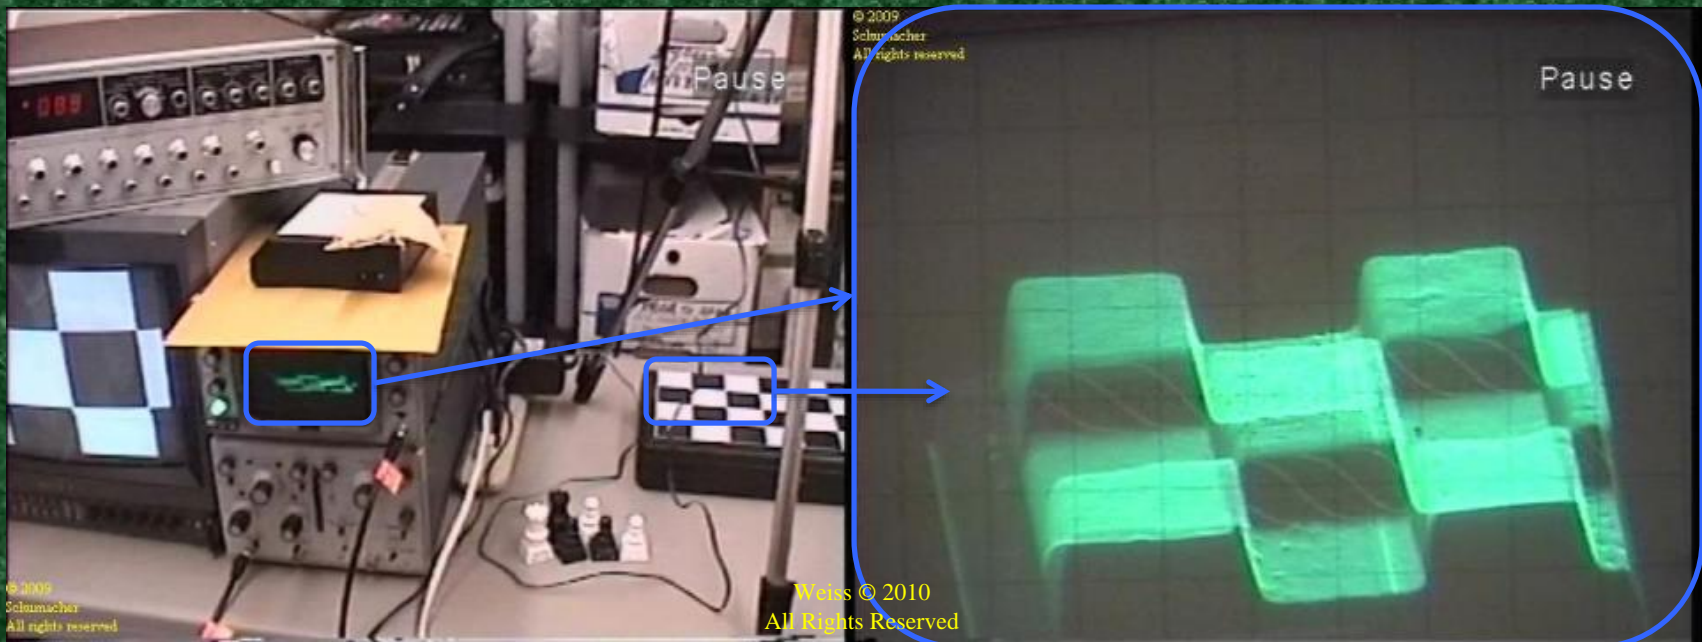 © 2009
Schumacher
All rights reserved
Pause
Pause
© 2009
Schumacher
All rights reserved
Weiss © 2010
All Rights Reserved